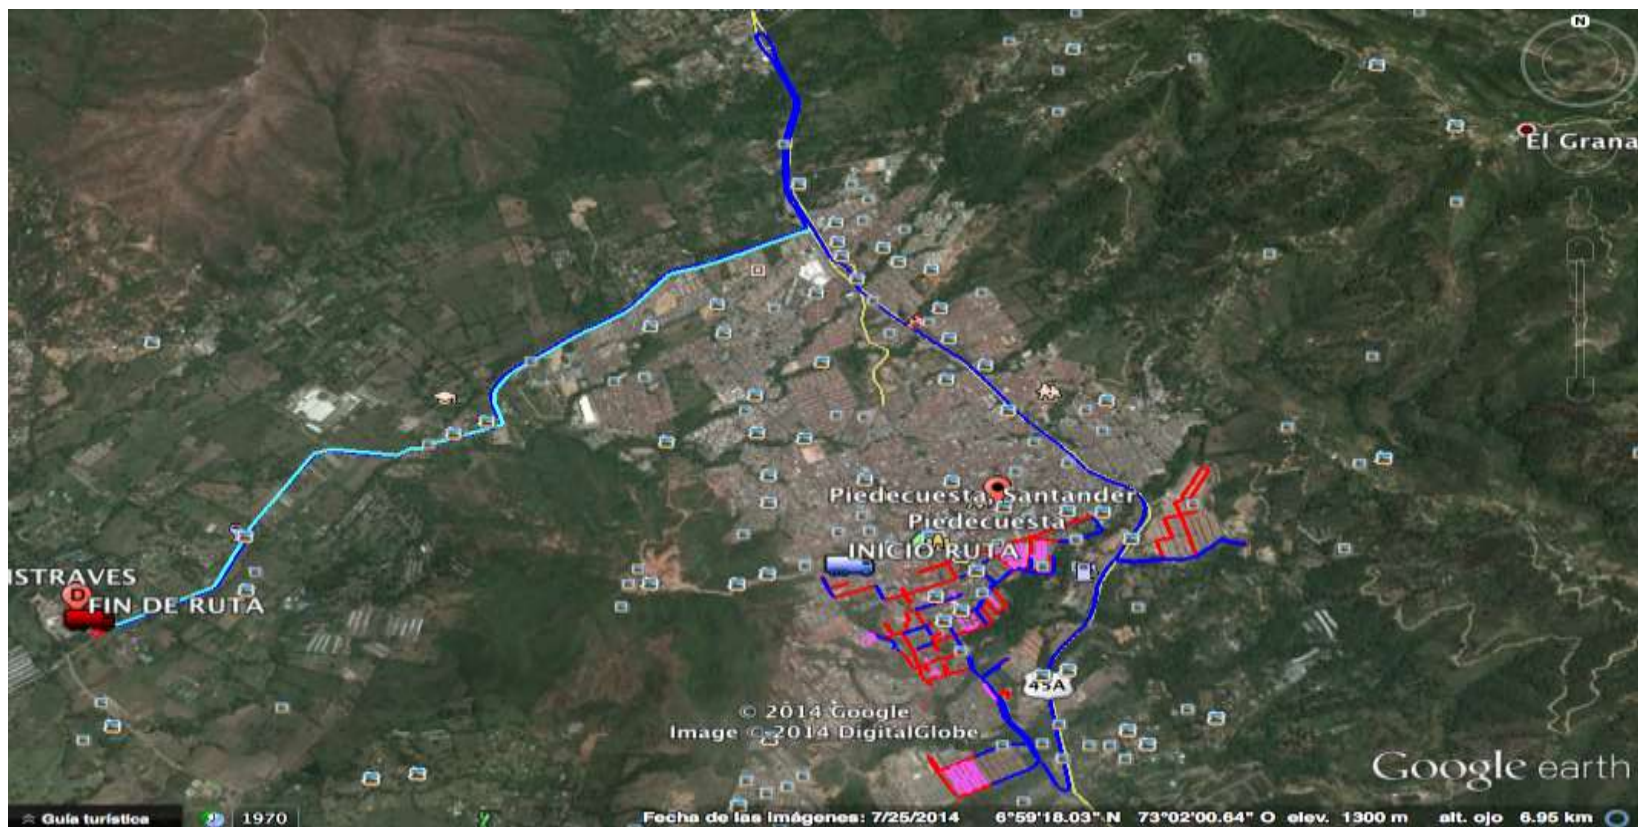 N
El Grana
Piedecuesta, Santander
Piedecuesta
INICIO RUTA
ISTRAVES
D
FIN DE RUTA
45A
© 2014 Google
Image © 2014 DigitalGlobe
Google earth
Guía turística
1970
Fecha de las imágenes: 7/25/2014 6°59'18.03" N 73°02'00.64" O elev. 1300 m alt. ojo 6.95 km